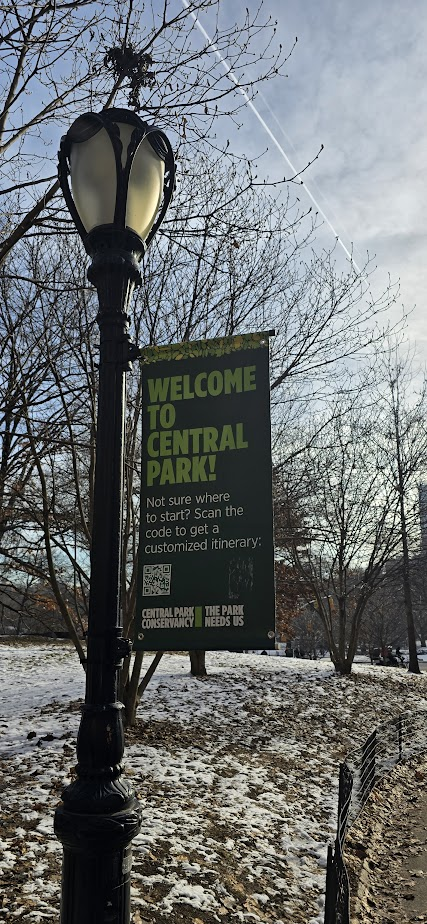 WELCOME
TO
CENTRAL
PARK!
Not sure where
to start? Scan the
code to get a
customized itinerary:
CENTRAL PARK
CONSERVANCY
THE PARK
NEEDS US